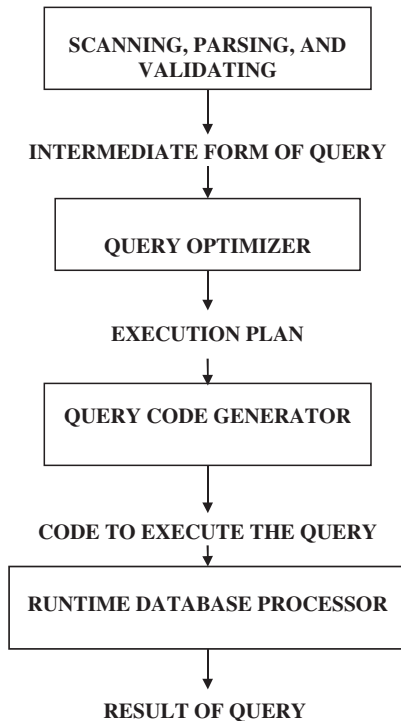 SCANNING, PARSING, AND
VALIDATING
INTERMEDIATE FORM OF QUERY
QUERY OPTIMIZER
EXECUTION PLAN
QUERY CODE GENERATOR
CODE TO EXECUTE THE QUERY
RUNTIME DATABASE PROCESSOR
RESULT OF QUERY